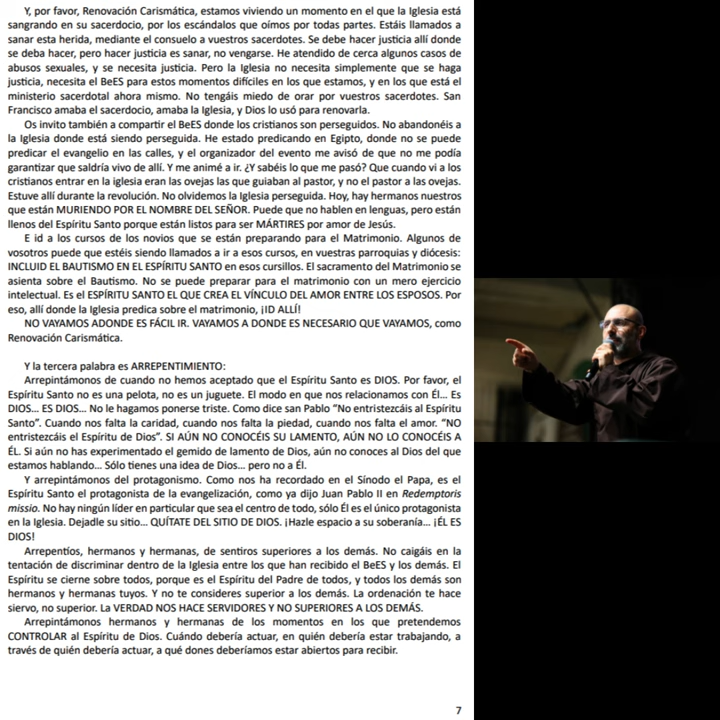 Y, por favor, Renovación Carismática, estamos viviendo un momento en el que la Iglesia está
sangrando en su sacerdocio, por los escándalos que oímos por todas partes. Estáis llamados a
sanar esta herida, mediante el consuelo a vuestros sacerdotes. Se debe hacer justicia allí donde
se deba hacer, pero hacer justicia es sanar, no vengarse. He atendido de cerca algunos casos de
abusos sexuales, y se necesita justicia. Pero la Iglesia no necesita simplemente que se haga
justicia, necesita el BeES para estos momentos difíciles en los que estamos, y en los que está el
ministerio sacerdotal ahora mismo. No tengáis miedo de orar por vuestros sacerdotes. San
Francisco amaba el sacerdocio, amaba la Iglesia, y Dios lo usó para renovarla.
Os invito también a compartir el BeES donde los cristianos son perseguidos. No abandonéis a
la Iglesia donde está siendo perseguida. He estado predicando en Egipto, donde no se puede
predicar el evangelio en las calles, y el organizador del evento me avisó de que no me podía
garantizar que saldría vivo de allí. Y me animé a ir. ¿Y sabéis lo que me pasó? Que cuando vi a los
cristianos entrar en la iglesia eran las ovejas las que guiaban al pastor, y no el pastor a las ovejas.
Estuve allí durante la revolución. No olvidemos la Iglesia perseguida. Hoy, hay hermanos nuestros
que están MURIENDO POR EL NOMBRE DEL SEÑOR. Puede que no hablen en lenguas, pero están
llenos del Espíritu Santo porque están listos para ser MÁRTIRES por amor de Jesús.
E id a los cursos de los novios que se están preparando para el Matrimonio. Algunos de
vosotros puede que estéis siendo llamados a ir a esos cursos, en vuestras parroquias y diócesis:
INCLUID EL BAUTISMO EN EL ESPÍRITU SANTO en esos cursillos. El sacramento del Matrimonio se
asienta sobre el Bautismo. No se puede preparar para el matrimonio con un mero ejercicio
intelectual. Es el ESPÍRITU SANTO EL QUE CREA EL VÍNCULO DEL AMOR ENTRE LOS ESPOSOS. Por
eso, allí donde la Iglesia predica sobre el matrimonio, ¡ID ALLÍ!
NO VAYAMOS ADONDE ES FÁCIL IR. VAYAMOS A DONDE ES NECESARIO QUE VAYAMOS, como
Renovación Carismática.
Y la tercera palabra es ARREPENTIMIENTO:
Arrepintámonos de cuando no hemos aceptado que el Espíritu Santo es DIOS. Por favor, el
Espíritu Santo no es una pelota, no es un juguete. El modo en que nos relacionamos con Él... Es
DIOS... ES DIOS... No le hagamos ponerse triste. Como dice san Pablo "No entristezcáis al Espíritu
Santo". Cuando nos falta la caridad, cuando nos falta la piedad, cuando nos falta el amor. "NO
entristezcáis el Espíritu de Dios". SI AÚN NO CONOCÉIS SU LAMENTO, AÚN NO LO CONOCÉIS A
ÉL. Si aún no has experimentado el gemido de lamento de Dios, aún no conoces al Dios del que
estamos hablando... Sólo tienes una idea de Dios... pero no a Él.
Y arrepintámonos del protagonismo. Como nos ha recordado en el Sínodo el Papa, es el
Espíritu Santo el protagonista de la evangelización, como ya dijo Juan Pablo II en Redemptoris
missio. No hay ningún líder en particular que sea el centro de todo, sólo Él es el único protagonista
en la Iglesia. Dejadle su sitio... QUÍTATE DEL SITIO DE DIOS. ¡Hazle espacio a su soberanía... ¡ÉL ES
DIOS!
Arrepentíos, hermanos y hermanas, de sentiros superiores a los demás. No caigáis en la
tentación de discriminar dentro de la Iglesia entre los que han recibido el BeES y los demás. El
Espíritu se cierne sobre todos, porque es el Espíritu del Padre de todos, y todos los demás son
hermanos y hermanas tuyos. Y no te consideres superior a los demás. La ordenación te hace
siervo, no superior. La VERDAD NOS HACE SERVIDORES Y NO SUPERIORES A LOS DEMÁS.
Arrepintámonos hermanos y hermanas de los momentos en los que pretendemos
CONTROLAR al Espíritu de Dios. Cuándo debería actuar, en quién debería estar trabajando, a
través de quién debería actuar, a qué dones deberíamos estar abiertos para recibir.
7